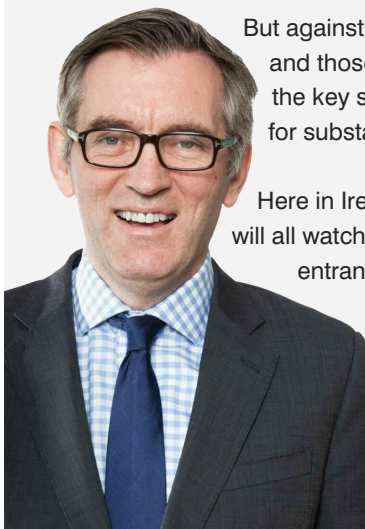 But against
and those
the key s
for substa
Here in Ire
will all watch
entran